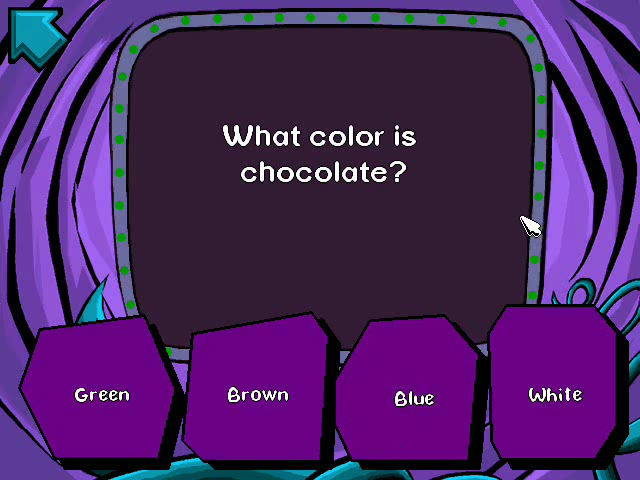 What color is
chocolate?
Green
Brown
Blue
White